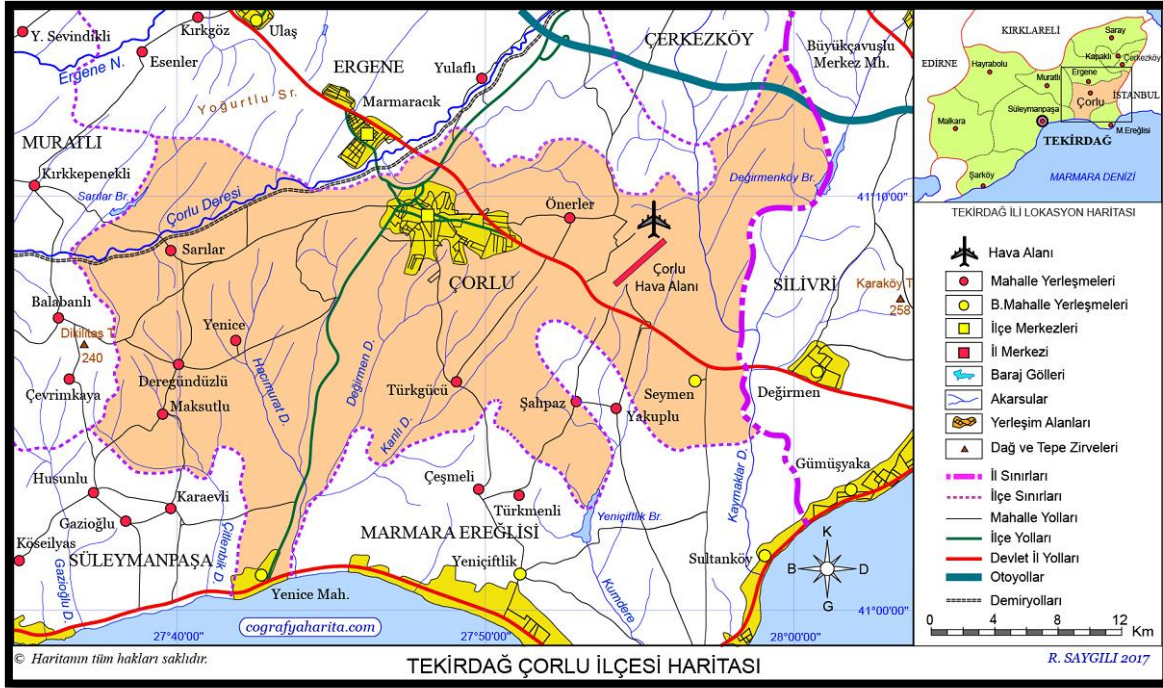 Y. Sevindikli
Kırkgöz
Ulaş
Esenler
Ergene N.
ERGENE
Yulaflı
ÇERKEZKÖY
Büyükçavuşlu
Merkez Mh.
Yoğurtlu Sr.
Marmaracık
MURATLI
Kırkkepenekli
Sarılar Br.
Çorlu Deresi
Değirmenköy Br.
41°10'00"
Önerler
Sarılar
ÇORLU
Çorlu
Hava Alanı
SİLİVRİ
Karaköy T.
258
Balabanlı
Dikilitaş T.
240
Yenice
Hacımurat D.
Değirmen D.
Deregündüzlü
Çevrimkaya
Maksutlu
Türkgücü
Kanlı D.
Şahpaz
Yakuplu
Seymen
Değirmen
Husunlu
Karaevli
Gazioğlu
Çeşmeli
Türkmenli
Gümüşyaka
Kaymaklar D.
Yeniçiftlik Br.
Köseilyas
SÜLEYMANPAŞA
Çitlenbik D.
Gazioğlu D.
MARMARA EREĞLİSİ
Yeniçiftlik
Sultanköy
Kumdere
Yenice Mah.
K
B
D
G
41°00'00"
27°40'00"
cografyaharita.com
27°50'00"
28°00'00"
KIRKLARELİ
Saray
EDİRNE
Hayrabolu
Kapaklı
Çerkezköy
Muratlı
Ergene
İSTANBUL
Çorlu
Süleymanpaşa
Malkara
M.Ereğlisi
TEKİRDAĞ
Şarköy
MARMARA DENİZİ
TEKİRDAĞ İLİ LOKASYON HARİTASI
Hava Alanı
Mahalle Yerleşmeleri
B.Mahalle Yerleşmeleri
İlçe Merkezleri
İl Merkezi
Baraj Gölleri
Akarsular
Yerleşim Alanları
Dağ ve Tepe Zirveleri
İl Sınırları
İlçe Sınırları
Mahalle Yolları
İlçe Yolları
Devlet İl Yolları
Otoyollar
Demiryolları
0 4 8 12
Km
© Haritanın tüm hakları saklıdır.
TEKİRDAĞ ÇORLU İLÇESİ HARİTASI
R. SAYGILI 2017